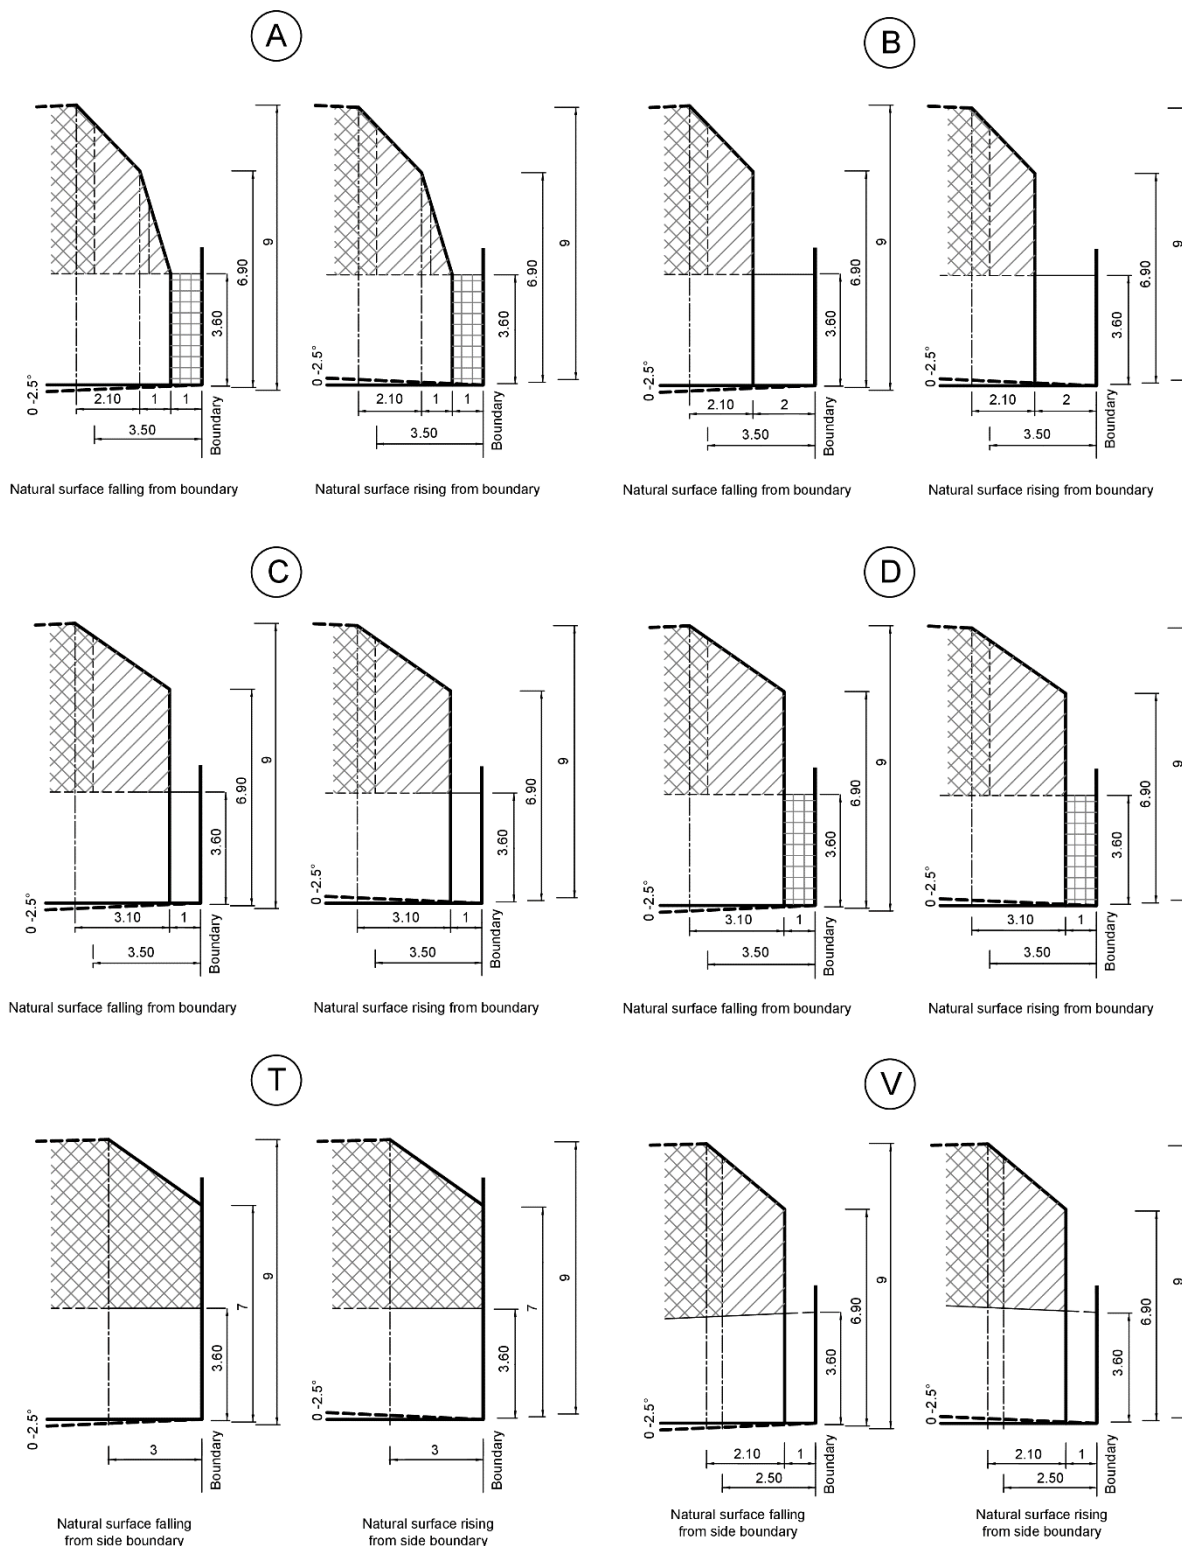 A
B
9
6.90
3.60
0 -2.5°
2.10
1
1
3.50
Boundary
9
6.90
3.60
0 -2.5°
2.10
1
1
3.50
Boundary
9
6.90
3.60
0 -2.5°
2.10
2
3.50
Boundary
9
6.90
3.60
0 -2.5°
2.10
2
3.50
Boundary
Natural surface falling from boundary
Natural surface rising from boundary
Natural surface falling from boundary
Natural surface rising from boundary
C
D
9
6.90
3.60
0 -2.5°
3.10
1
3.50
Boundary
9
6.90
3.60
0 -2.5°
3.10
1
3.50
Boundary
9
6.90
3.60
0 -2.5°
3.10
1
3.50
Boundary
9
6.90
3.60
0 -2.5°
3.10
1
3.50
Boundary
Natural surface falling from boundary
Natural surface rising from boundary
Natural surface falling from boundary
Natural surface rising from boundary
T
V
9
7
3.60
0 -2.5°
3
Boundary
9
7
3.60
0 -2.5°
3
Boundary
9
6.90
3.60
0 -2.5°
2.10
1
2.50
Boundary
9
6.90
3.60
0 -2.5°
2.10
1
2.50
Boundary
Natural surface falling
from side boundary
Natural surface rising
from side boundary
Natural surface falling
from side boundary
Natural surface rising
from side boundary